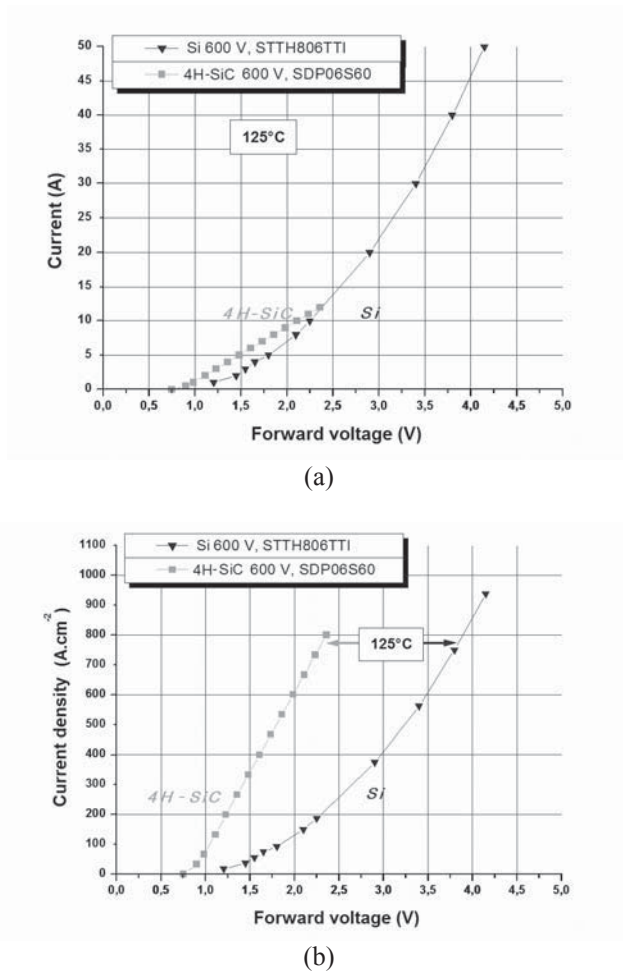 Si 600 V, STTH806TTI
4H-SiC 600 V, SDP06S60
125°C
4H-SiC
Si
Current (A)
50
45
40
35
30
25
20
15
10
5
0
0,0 0,5 1,0 1,5 2,0 2,5 3,0 3,5 4,0 4,5 5,0
Forward voltage (V)
(a)
Si 600 V, STTH806TTI
4H-SiC 600 V, SDP06S60
125°C
4H-SiC
Si
Current density (A.cm-2)
1100
1000
900
800
700
600
500
400
300
200
100
0
0,0 0,5 1,0 1,5 2,0 2,5 3,0 3,5 4,0 4,5 5,0
Forward voltage (V)
(b)